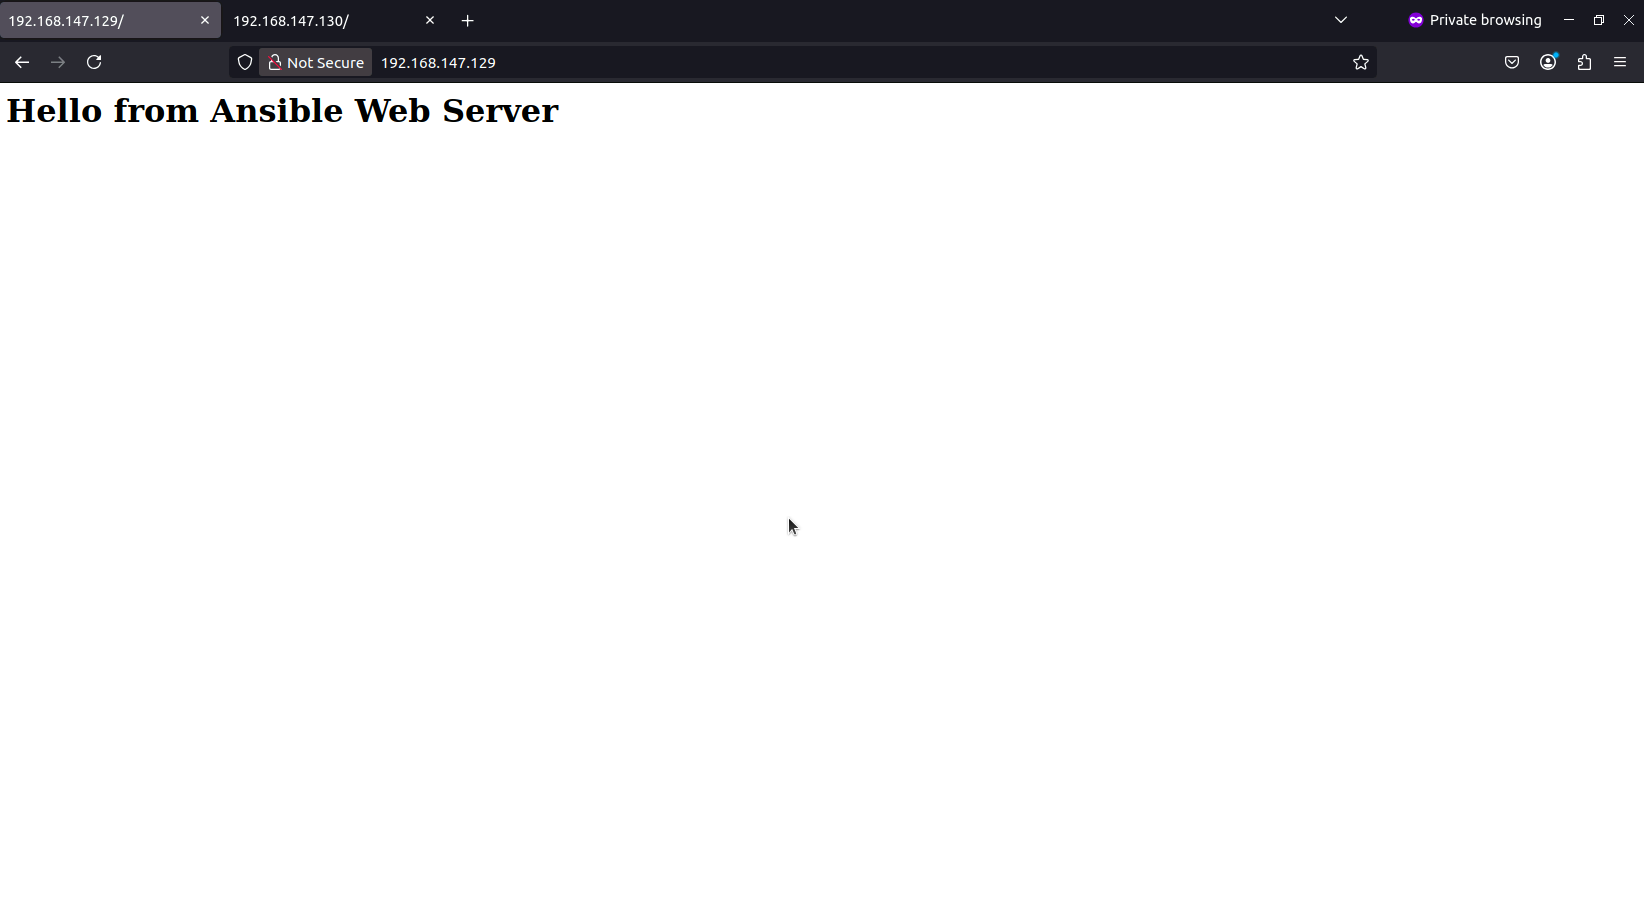 192.168.147.129/
192.168.147.130/
Private browsing
Not Secure
192.168.147.129
Hello from Ansible Web Server